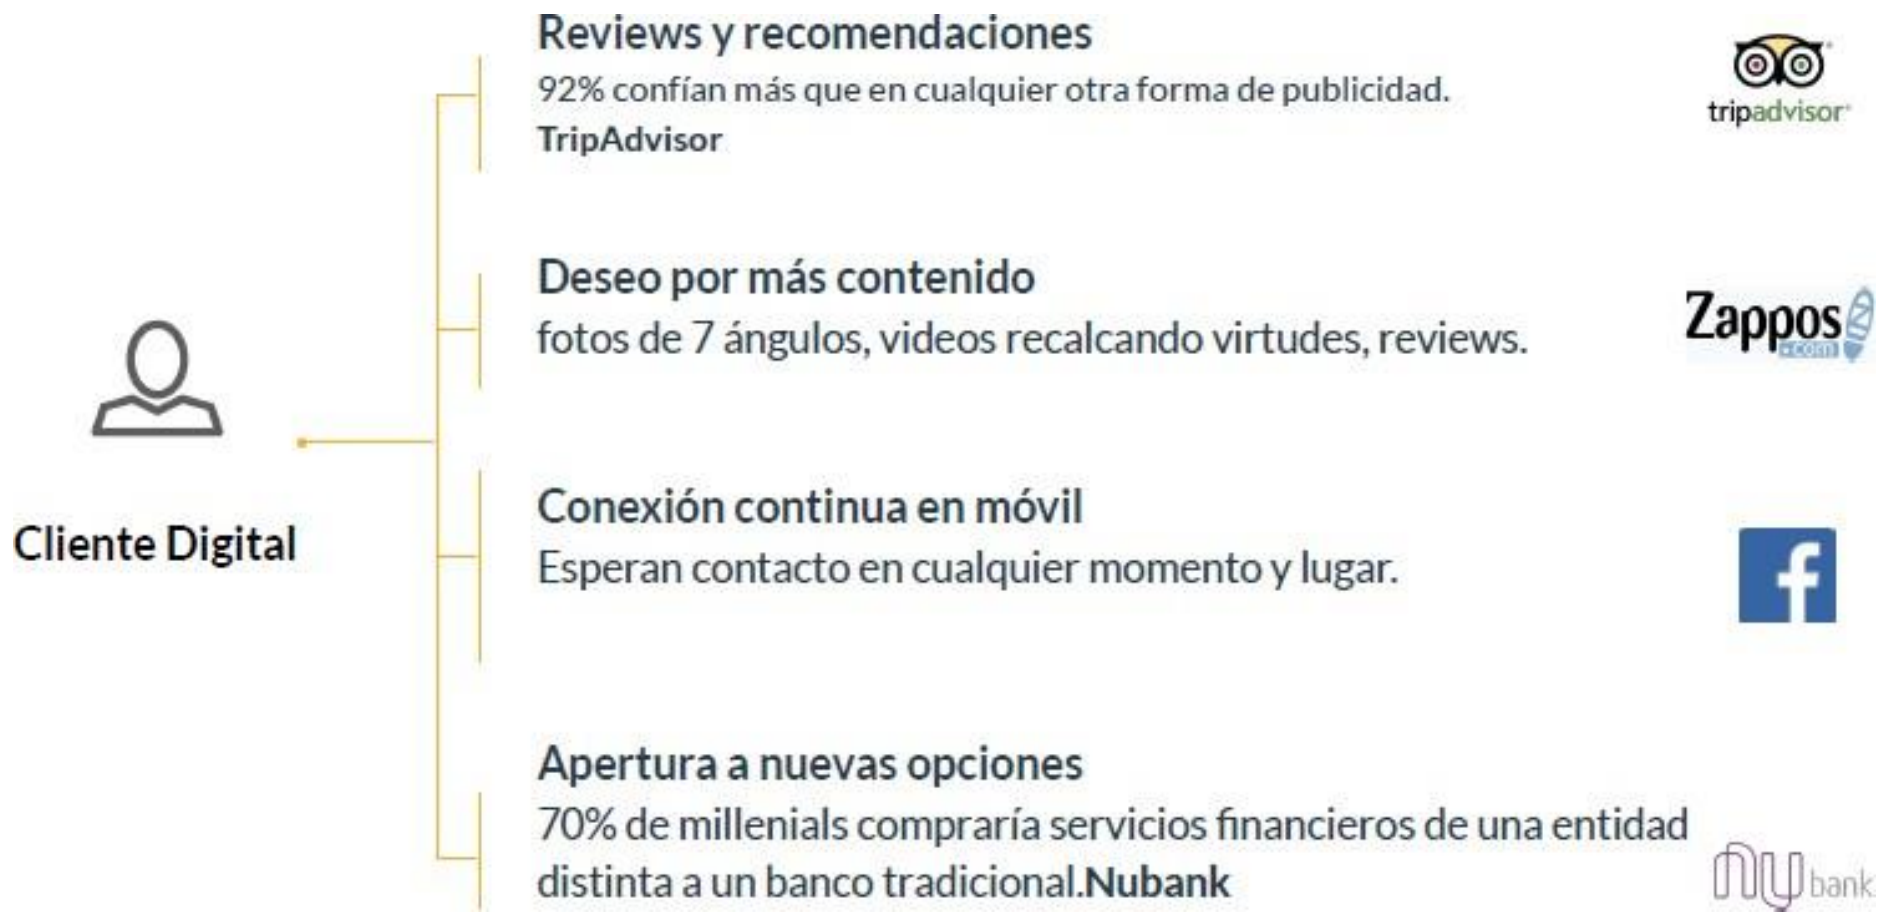 Reviews y recomendaciones
92% confían más que en cualquier otra forma de publicidad.
TripAdvisor
tripadvisor
Deseo por más contenido
fotos de 7 ángulos, videos recalcando virtudes, reviews.
Zappos
.com
Cliente Digital
Conexión continua en móvil
Esperan contacto en cualquier momento y lugar.
f
Apertura a nuevas opciones
70% de millenials compraría servicios financieros de una entidad
distinta a un banco tradicional.Nubank
nu bank